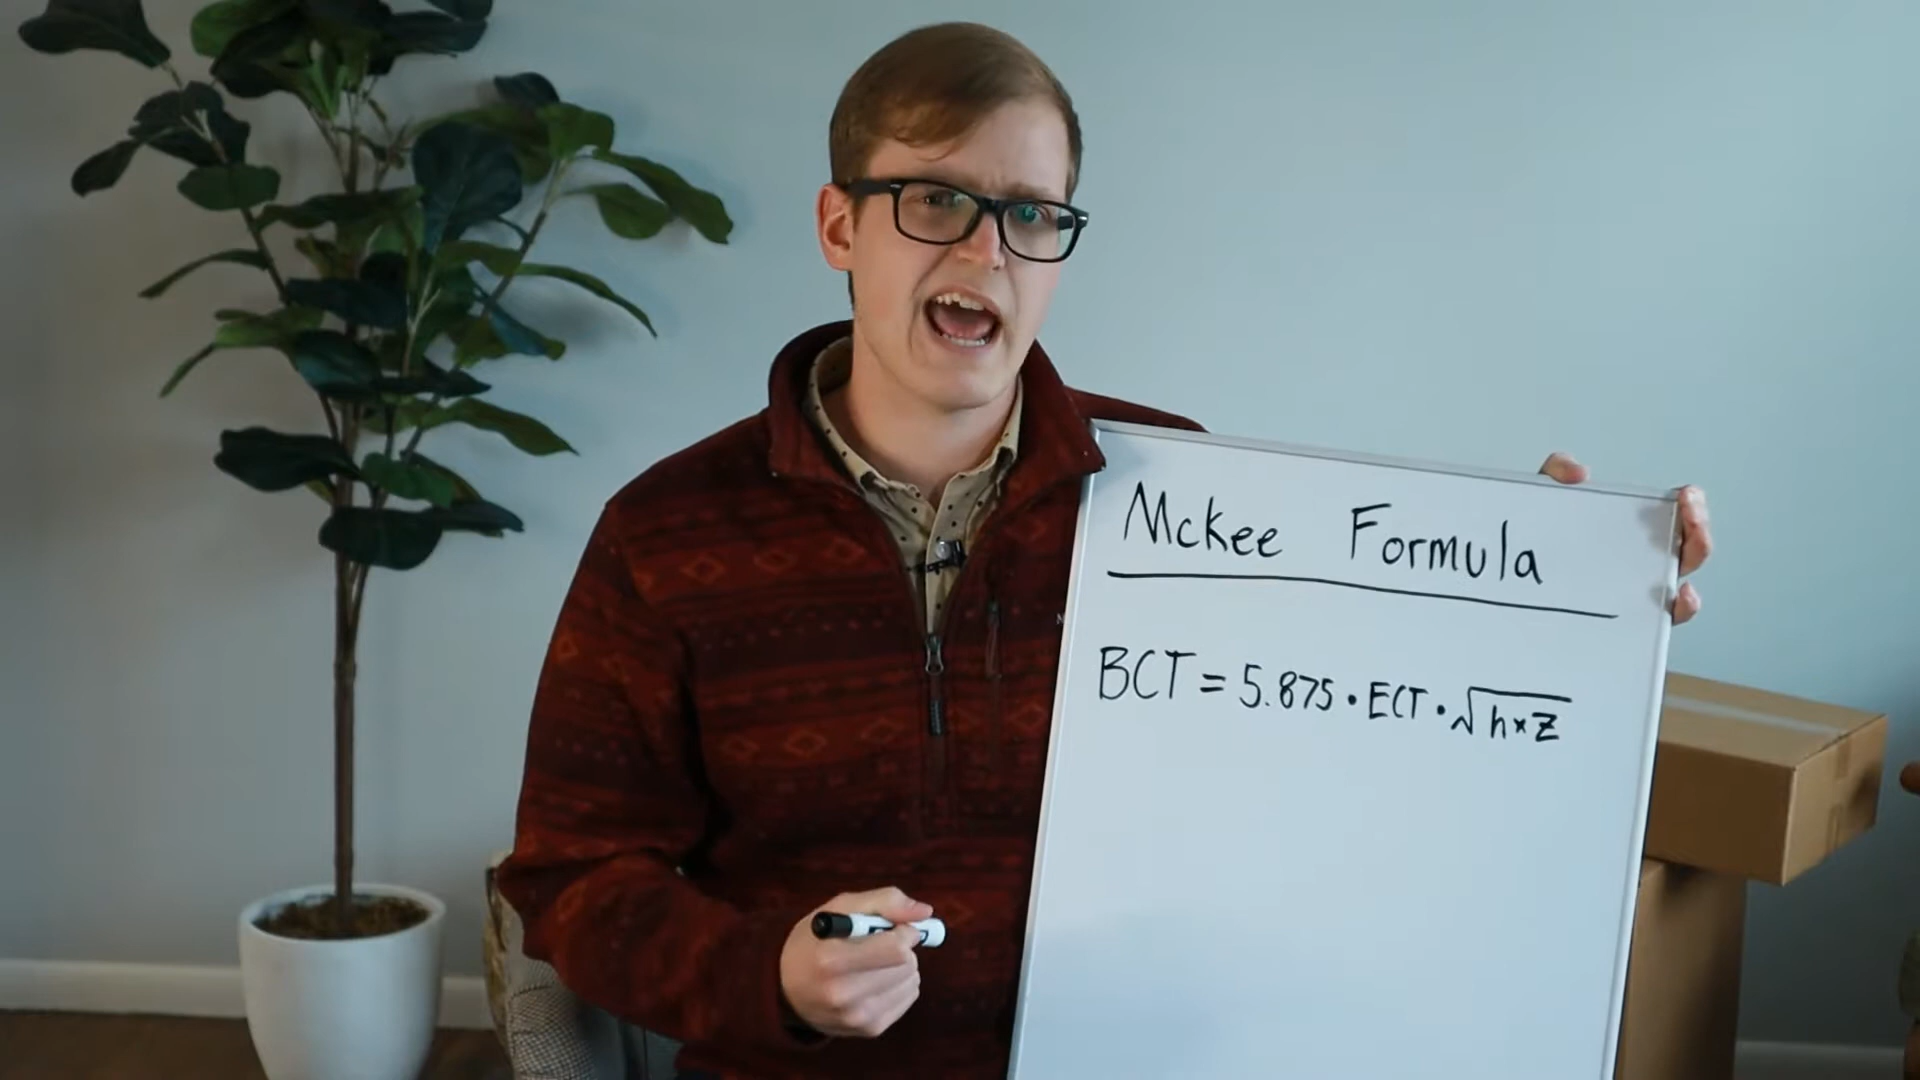 McKee Formula
BCT = 5.875 • ECT • √h×Z